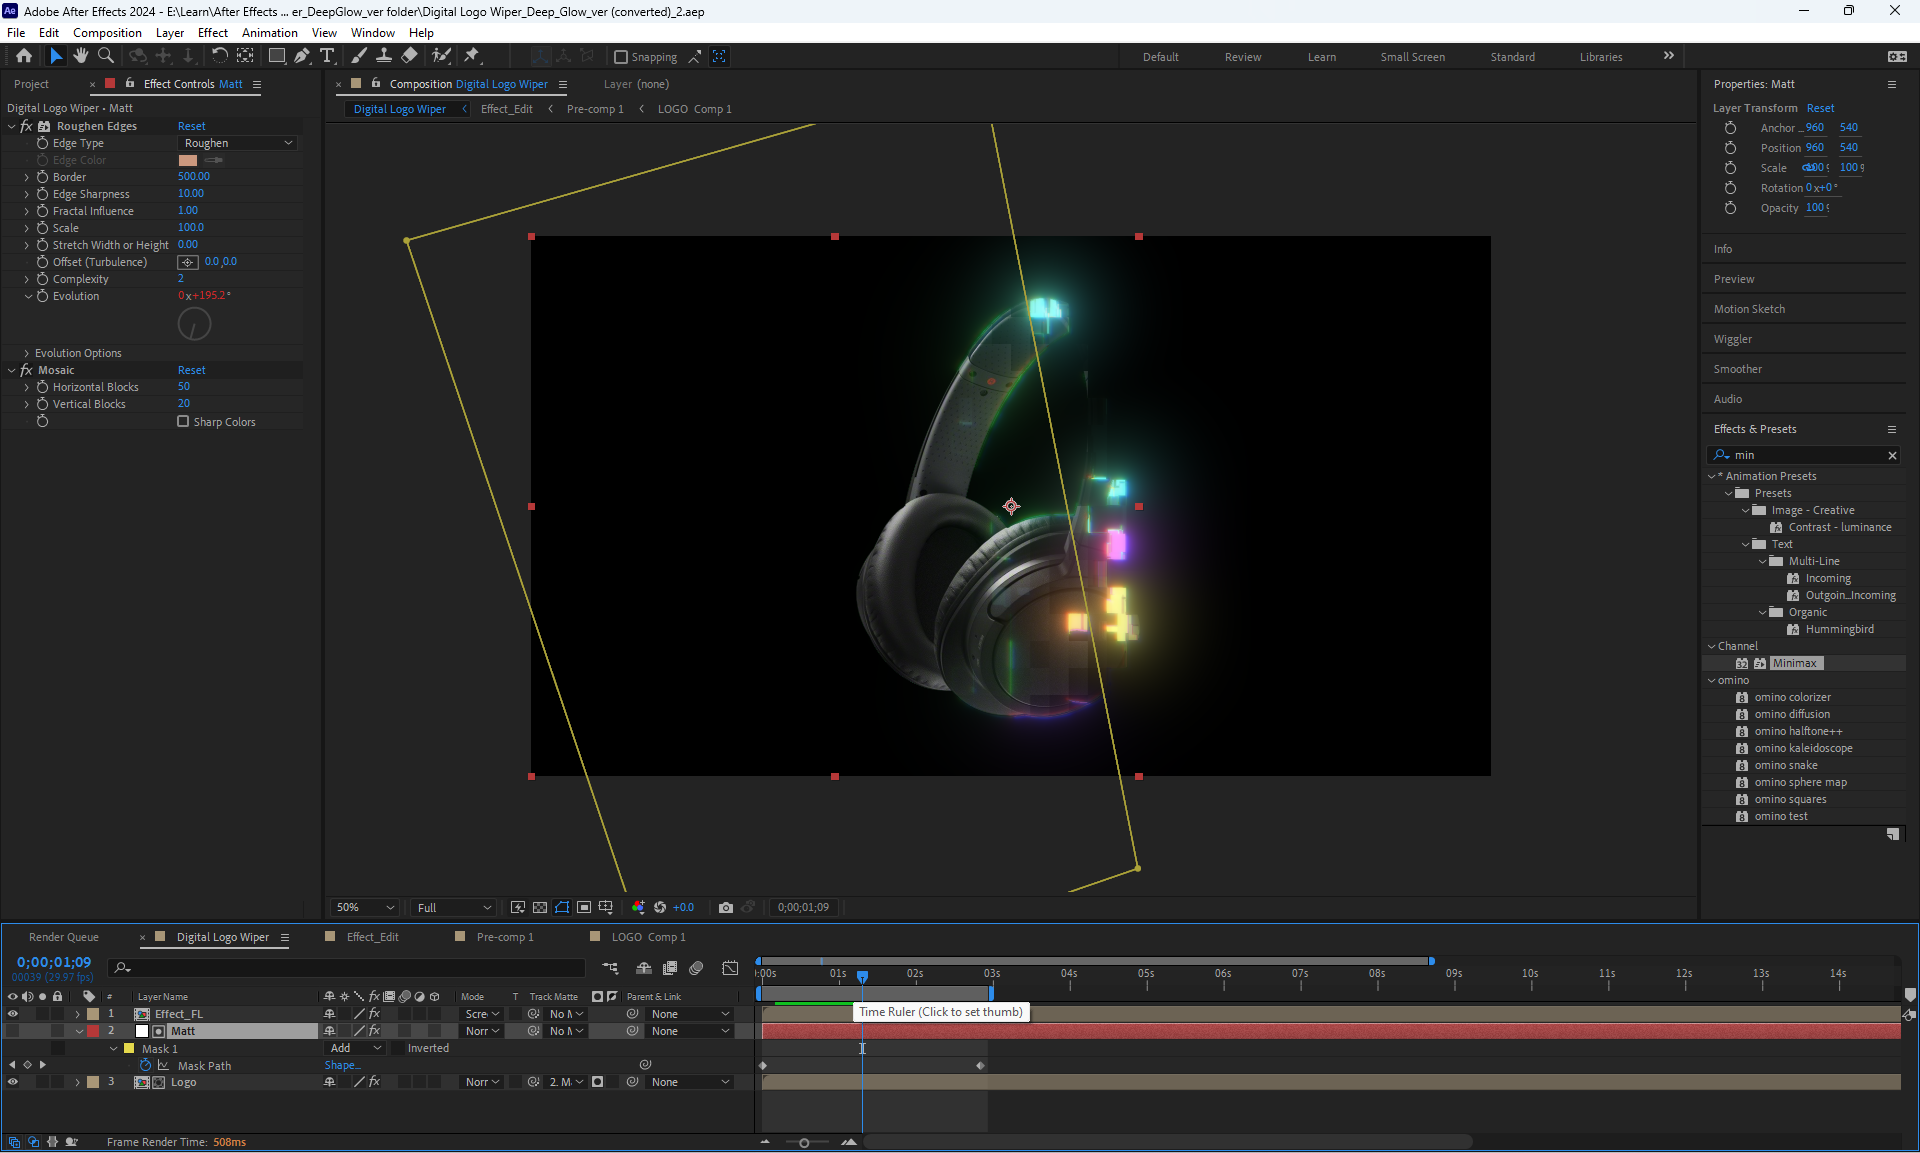 Adobe After Effects 2024 - E:\Learn\After Effects ... er_DeepGlow_ver folder\Digital Logo Wiper_Deep_Glow_ver (converted)_2.aep
File Edit Composition Layer Effect Animation View Window Help
Snapping
Default Review Learn Small Screen Standard Libraries
Project
Effect Controls Matt
Digital Logo Wiper • Matt
fx Roughen Edges Reset
Edge Type Roughen
Edge Color
Border 500.00
Edge Sharpness 10.00
Fractal Influence 1.00
Scale 100.0
Stretch Width or Height 0.00
Offset (Turbulence) 0.0,0.0
Complexity 2
Evolution 0x+195.2°
Evolution Options
fx Mosaic Reset
Horizontal Blocks 50
Vertical Blocks 20
Sharp Colors
Composition Digital Logo Wiper
Layer (none)
Digital Logo Wiper Effect_Edit Pre-comp 1 LOGO Comp 1
50% Full +0.0 0;00;01;09
Properties: Matt
Layer Transform Reset
Anchor ... 960 540
Position 960 540
Scale 100 100
Rotation 0x+0°
Opacity 100
Info
Preview
Motion Sketch
Wiggler
Smoother
Audio
Effects & Presets
min
* Animation Presets
Presets
Image - Creative
Contrast - luminance
Text
Multi-Line
Incoming
Outgoin...Incoming
Organic
Hummingbird
Channel
32 Minimax
omino
omino colorizer
omino diffusion
omino halftone++
omino kaleidoscope
omino snake
omino sphere map
omino squares
omino test
Render Queue Digital Logo Wiper Effect_Edit Pre-comp 1 LOGO Comp 1
0;00;01;09
00039 (29.97 fps)
:00s 01s 02s 03s 04s 05s 06s 07s 08s 09s 10s 11s 12s 13s 14s
# Layer Name fx Mode T Track Matte Parent & Link
1 Effect_FL fx Scre No M None
Time Ruler (Click to set thumb)
2 Matt fx Norr No M None
Mask 1 Add Inverted
Mask Path Shape...
3 Logo fx Norr 2. M None
Frame Render Time: 508ms